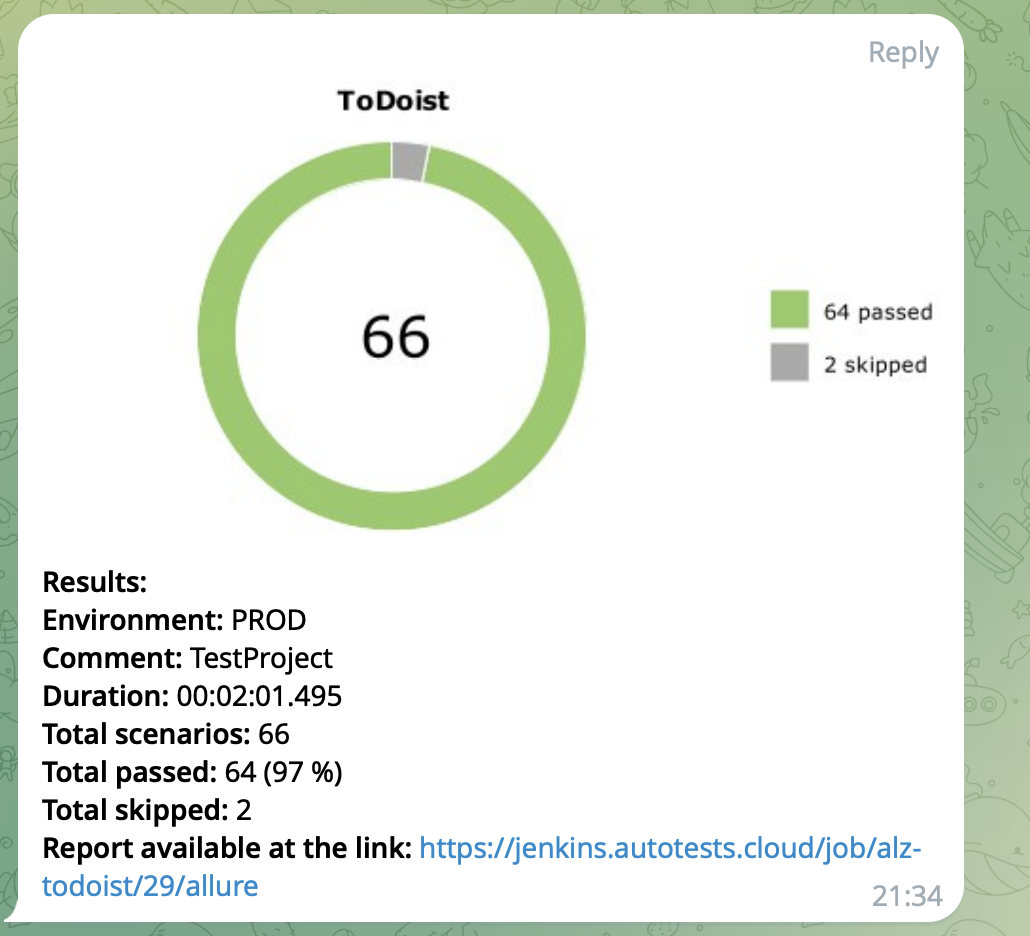 Reply
ToDoist
66
64 passed
2 skipped
Results:
Environment: PROD
Comment: TestProject
Duration: 00:02:01.495
Total scenarios: 66
Total passed: 64 (97 %)
Total skipped: 2
Report available at the link: https://jenkins.autotests.cloud/job/alz-
todoist/29/allure
21:34